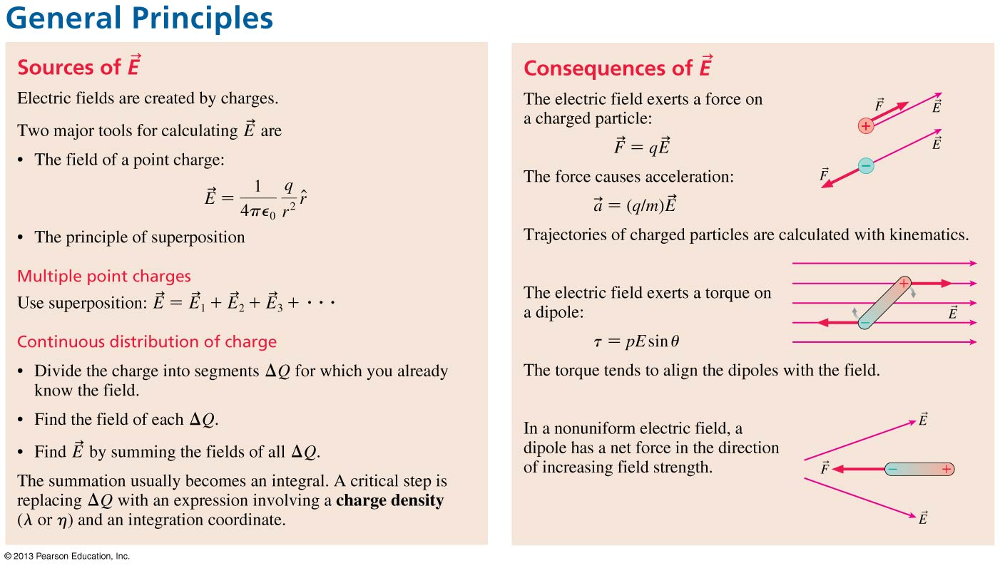 General Principles
Sources of E⃗
Electric fields are created by charges.
Two major tools for calculating E⃗ are
• The field of a point charge:
E⃗ = 1/(4πϵ₀) q/r² r̂
• The principle of superposition
Multiple point charges
Use superposition: E⃗ = E⃗₁ + E⃗₂ + E⃗₃ + · · ·
Continuous distribution of charge
• Divide the charge into segments ΔQ for which you already
know the field.
• Find the field of each ΔQ.
• Find E⃗ by summing the fields of all ΔQ.
The summation usually becomes an integral. A critical step is
replacing ΔQ with an expression involving a charge density
(λ or η) and an integration coordinate.
Consequences of E⃗
The electric field exerts a force on
a charged particle:
F⃗ = qE⃗
The force causes acceleration:
a⃗ = (q/m)E⃗
F⃗
E⃗
+
E⃗
−
F⃗
Trajectories of charged particles are calculated with kinematics.
The electric field exerts a torque on
a dipole:
τ = pE sin θ
+
E⃗
−
The torque tends to align the dipoles with the field.
In a nonuniform electric field, a
dipole has a net force in the direction
of increasing field strength.
E⃗
F⃗
− +
E⃗
© 2013 Pearson Education, Inc.